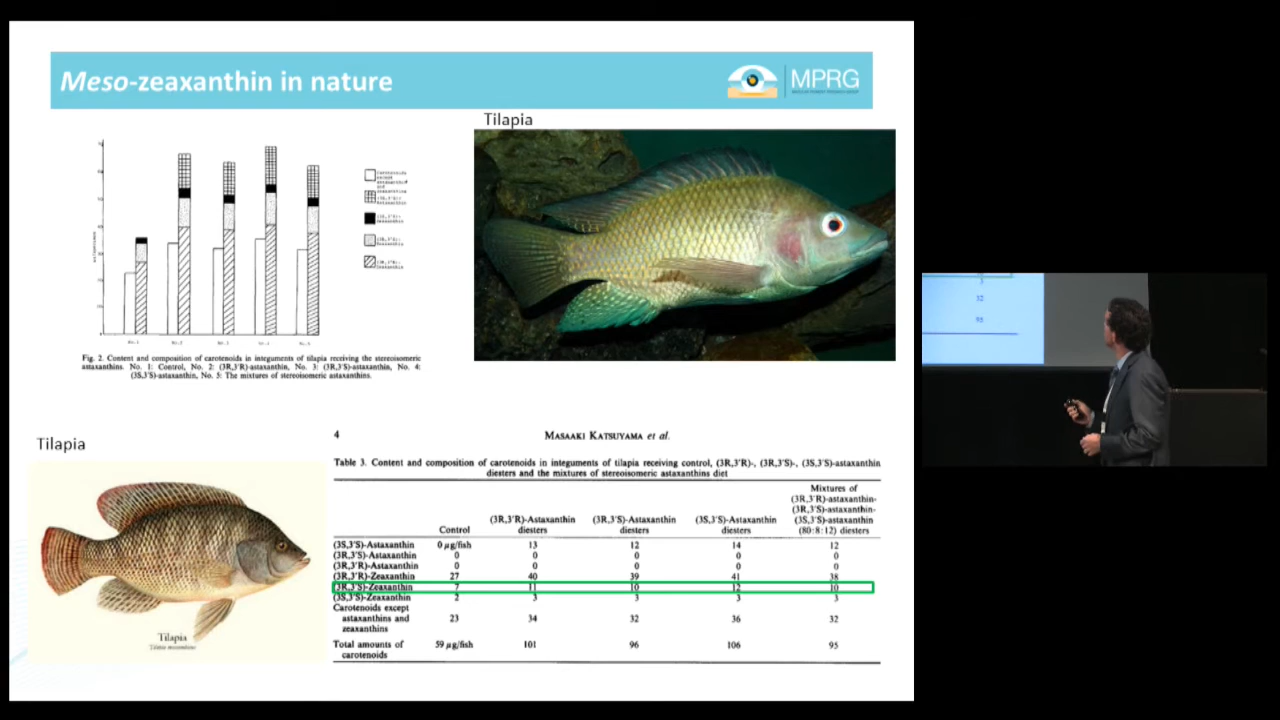 Meso-zeaxanthin in nature
MPRG
Tilapia
Fig. 2. Content and composition of carotenoids in integuments of tilapia receiving the stereoisomeric
astaxanthins. No. 1: Control, No. 2: (3R,3'R)-astaxanthin, No. 3: (3R,3'S)-astaxanthin, No. 4:
(3S,3'S)-astaxanthin, No. 5: The mixtures of stereoisomeric astaxanthins.
Tilapia
Tilapia
4 MASAAKI KATSUYAMA et al.
Table 3. Content and composition of carotenoids in integuments of tilapia receiving control, (3R,3'R)-, (3R,3'S)-, (3S,3'S)-astaxanthin
diesters and the mixtures of stereoisomeric astaxanthins diet
Control (3R,3'R)-Astaxanthin diesters (3R,3'S)-Astaxanthin diesters (3S,3'S)-Astaxanthin diesters Mixtures of (3R,3'R)-astaxanthin- (3R,3'S)-astaxanthin- (3S,3'S)-astaxanthin (80:8:12) diesters
(3S,3'S)-Astaxanthin 0 μg/fish 13 12 14 12
(3R,3'S)-Astaxanthin 0 0 0 0 0
(3R,3'R)-Astaxanthin 0 0 0 0 0
(3R,3'R)-Zeaxanthin 27 40 39 41 38
(3R,3'S)-Zeaxanthin 7 11 10 12 10
(3S,3'S)-Zeaxanthin 2 3 3 3 3
Carotenoids except
astaxanthins and 23 34 32 36 32
zeaxanthins
Total amounts of 59 μg/fish 101 96 106 95
carotenoids
3
32
95